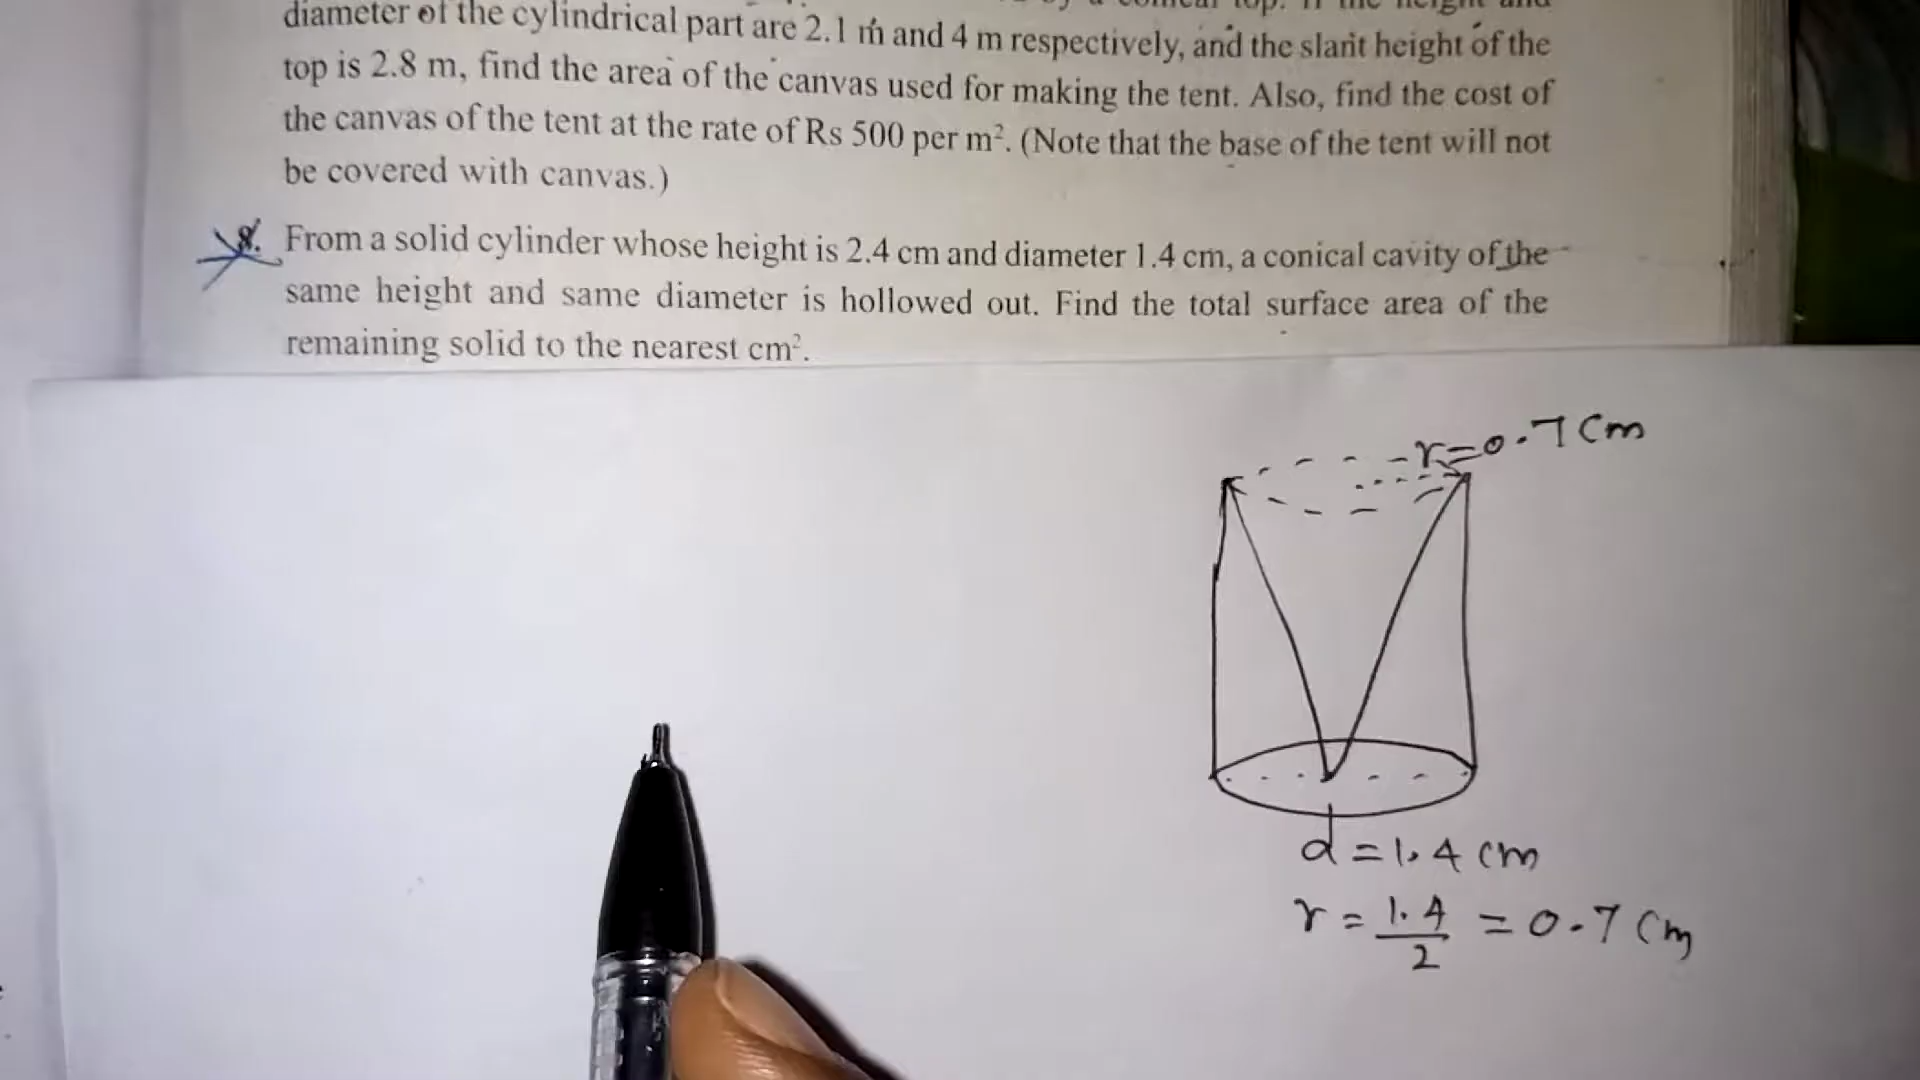 diameter of the cylindrical part are 2.1 m and 4 m respectively, and the slant height of the
top is 2.8 m, find the area of the canvas used for making the tent. Also, find the cost of
the canvas of the tent at the rate of Rs 500 per m². (Note that the base of the tent will not
be covered with canvas.)
8. From a solid cylinder whose height is 2.4 cm and diameter 1.4 cm, a conical cavity of the
same height and same diameter is hollowed out. Find the total surface area of the
remaining solid to the nearest cm².
r=0.7 cm
d=1.4 cm
r = 1.4/2 = 0.7 cm